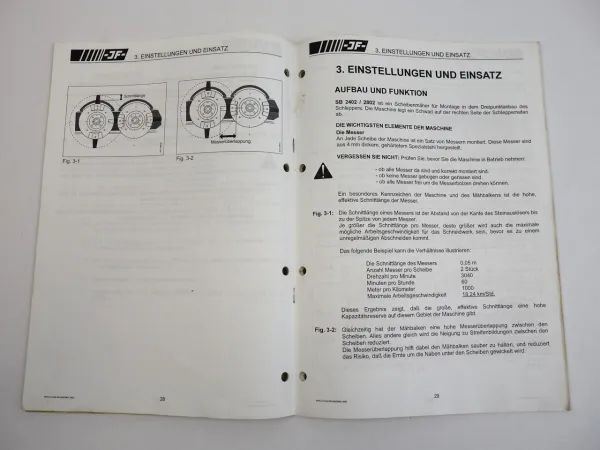 -JF-
3. EINSTELLUNGEN UND EINSATZ
Schnittlänge
Fig. 3-1
Messerüberlappung
Fig. 3-2
28
-JF-
3. EINSTELLUNGEN UND EINSATZ
3. EINSTELLUNGEN UND EINSATZ
AUFBAU UND FUNKTION
SB 2402 / 2802 ist ein Scheibenmäher für Montage in dem Dreipunktanbau des
Schleppers. Die Maschine legt ein Schwad auf der rechten Seite der Schlepperreifen
ab.
DIE WICHTIGSTEN ELEMENTE DER MASCHINE
Die Messer
An Jede Scheibe der Maschine ist ein Satz von Messern montiert. Diese Messer sind
aus 4 mm dickem, gehärtetem Spezialstahl hergestellt.
VERGESSEN SIE NICHT: Prüfen Sie, bevor Sie die Maschine in Betrieb nehmen:
- ob alle Messer da sind und korrekt montiert sind.
- ob keine Messer gebogen oder gerissen sind.
- ob alle Messer frei um die Messerbolzen drehen können.
Ein besonderes Kennzeichen der Maschine und des Mähbalkens ist die hohe,
effektive Schnittlänge der Messer.
Fig. 3-1: Die Schnittlänge eines Messers ist der Abstand von der Kante des Steinausweisers bis
zu der Spitze von jedem Messer.
Je größer die Schnittlänge pro Messer, desto größer wird auch die maximale
mögliche Arbeitsgeschwindigkeit für das Schneidwerk sein, bevor es zu einem
unregelmäßigen Abschneiden kommt.
Das folgende Beispiel kann die Verhältnisse illustrieren:
Die Schnittlänge des Messers 0,05 m
Anzahl Messer pro Scheibe 2 Stück
Drehzahl pro Minute 3040
Minuten pro Stunde 60
Meter pro Kilometer 1000
Maximale Arbeitsgeschwindigkeit 18,24 km/Std.
Dieses Ergebnis zeigt, daß die große, effektive Schnittlänge eine hohe
Kapazitätsreserve auf diesem Gebiet der Maschine gibt.
Fig. 3-2: Gleichzeitig hat der Mähbalken eine hohe Messerüberlappung zwischen den
Scheiben. Alles andere gleich wird die Neigung zu Streifenbildungen zwischen den
Scheiben reduziert.
Die Messerüberlappung hilft dabei den Mähbalken sauber zu halten, und reduziert
das Risiko, daß die Ernte um die Naben unter den Scheiben gewickelt wird.
29